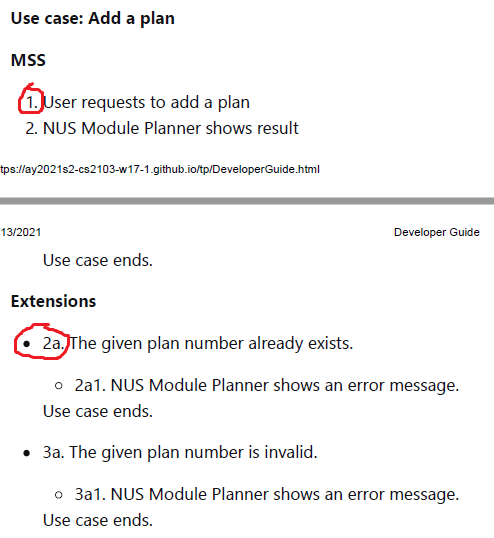 Use case: Add a plan
MSS
1. User requests to add a plan
2. NUS Module Planner shows result
tps://ay2021s2-cs2103-w17-1.github.io/tp/DeveloperGuide.html
13/2021 Developer Guide
Use case ends.
Extensions
• 2a. The given plan number already exists.
◦ 2a1. NUS Module Planner shows an error message.
Use case ends.
• 3a. The given plan number is invalid.
◦ 3a1. NUS Module Planner shows an error message.
Use case ends.